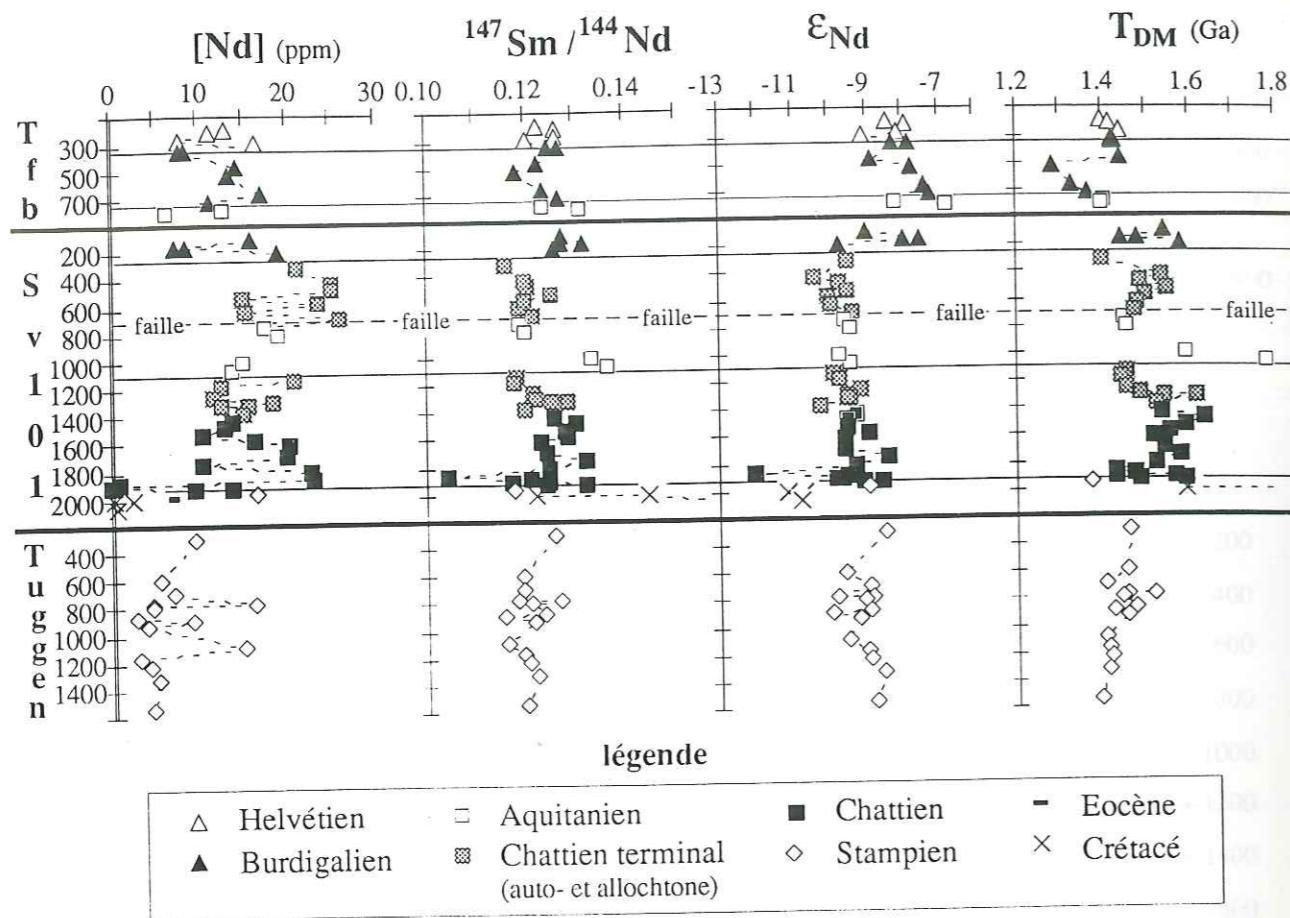 [Nd] (ppm) 147Sm / 144Nd εNd TDM (Ga)
0 10 20 30 0.10 0.12 0.14 -13 -11 -9 -7 1.2 1.4 1.6 1.8
T
300
f
500
b
700
200
S
400
600
faille faille faille faille
v
800
1000
1
1200
0
1400
1600
1
1800
2000
T
u
400
g
600
g
800
e
1000
n
1200
1400
légende
Helvétien Aquitanien Chattien Eocène
Burdigalien Chattien terminal Stampien Crétacé
(auto- et allochtone)